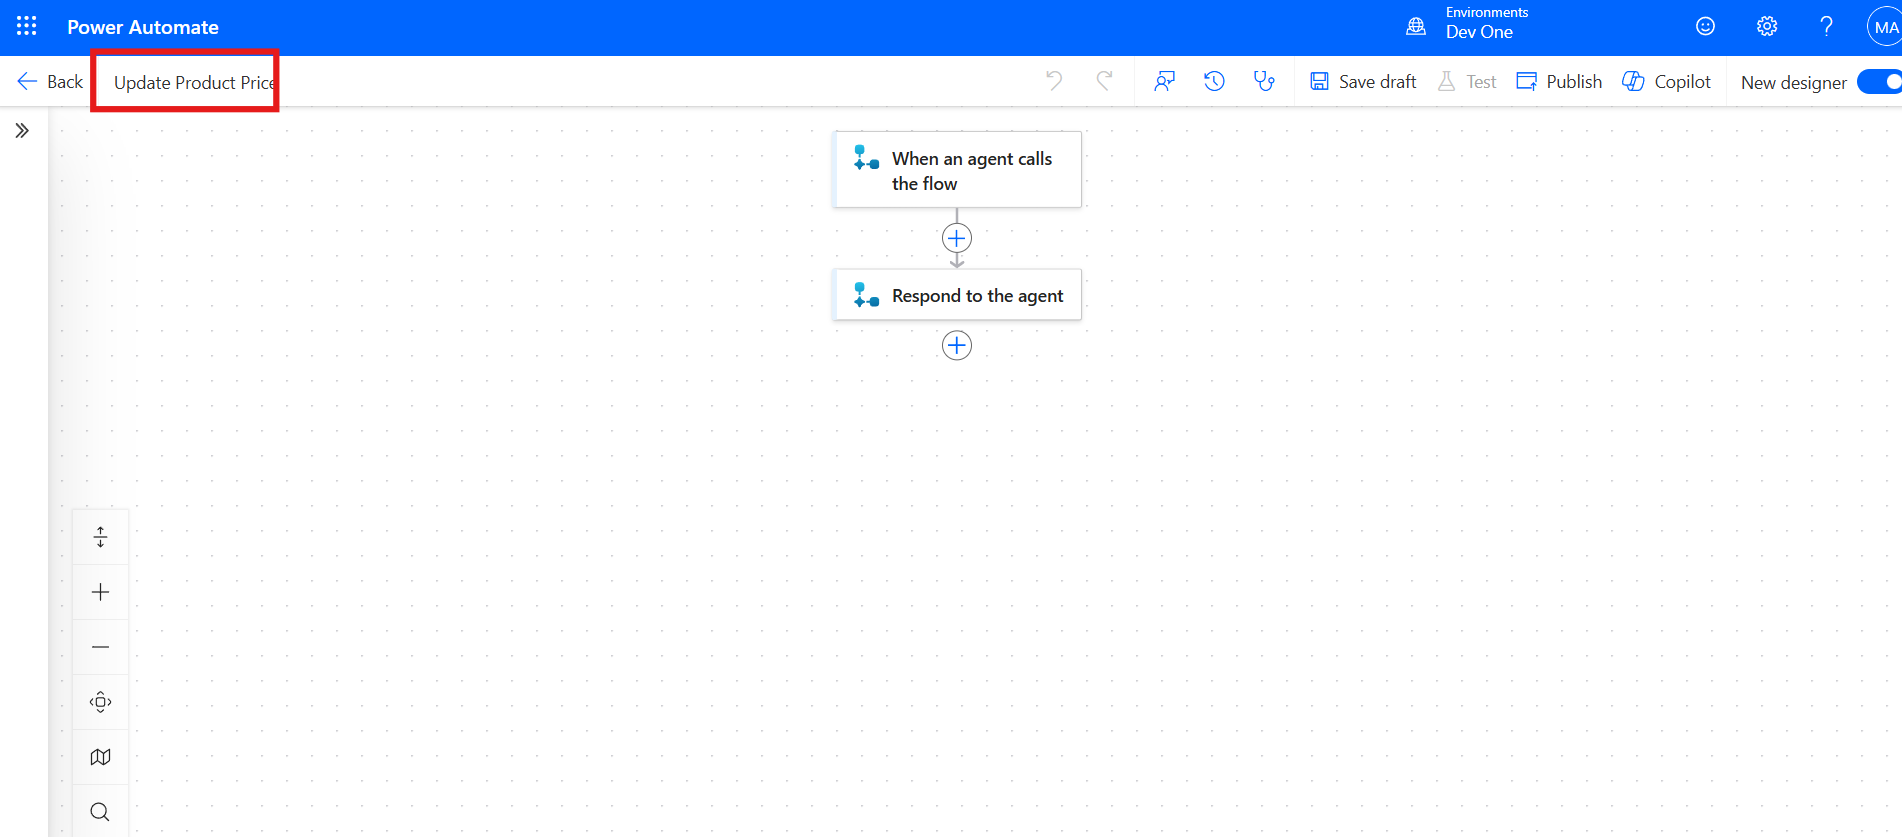 Power Automate
Environments
Dev One
MA
Back
Update Product Price
Save draft
Test
Publish
Copilot
New designer
When an agent calls
the flow
Respond to the agent